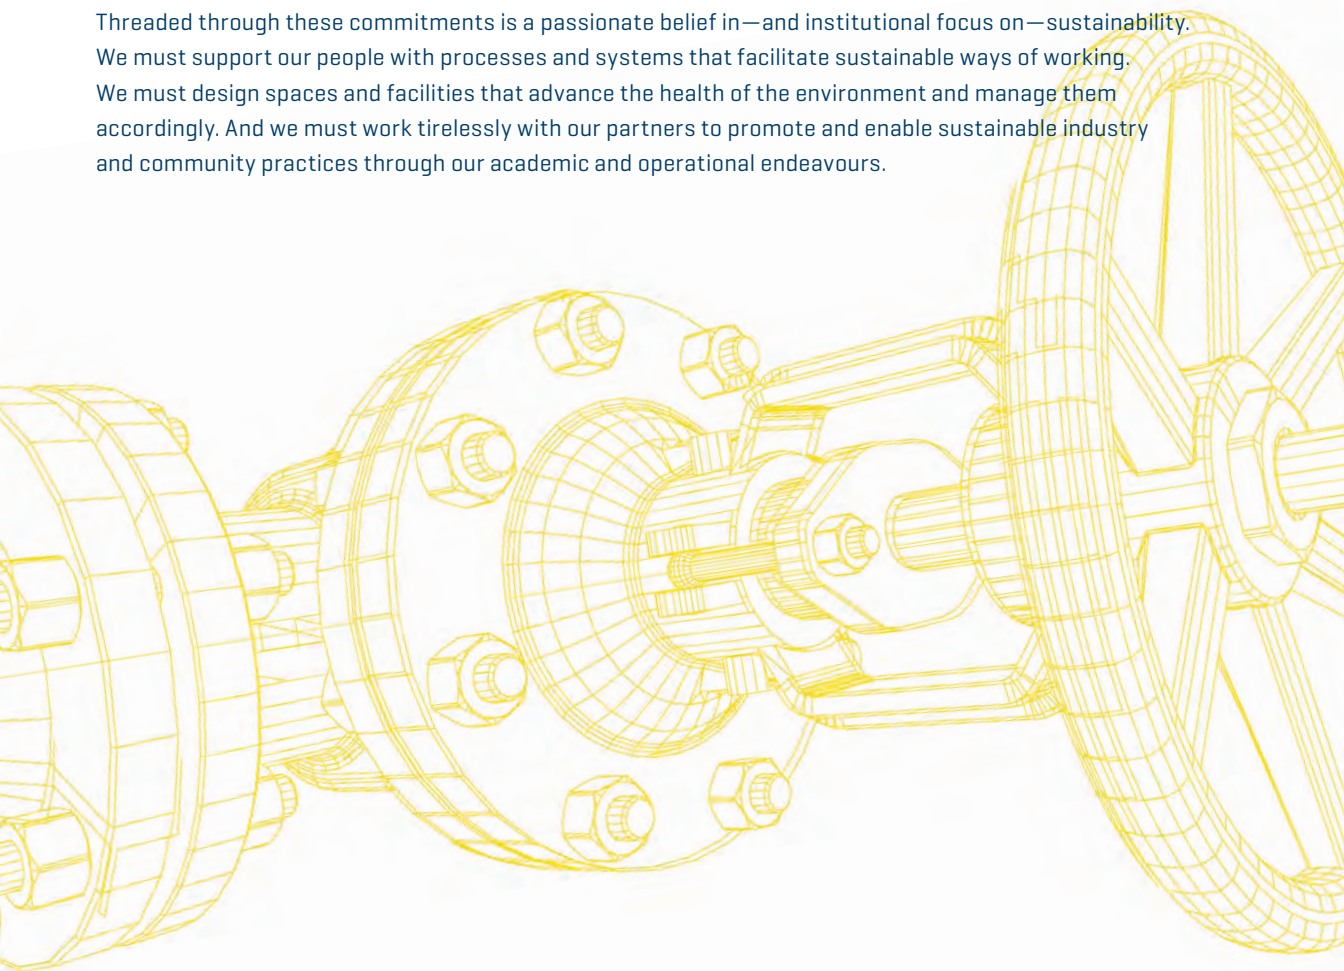 Threaded through these commitments is a passionate belief in—and institutional focus on—sustainability.
We must support our people with processes and systems that facilitate sustainable ways of working.
We must design spaces and facilities that advance the health of the environment and manage them
accordingly. And we must work tirelessly with our partners to promote and enable sustainable industry
and community practices through our academic and operational endeavours.